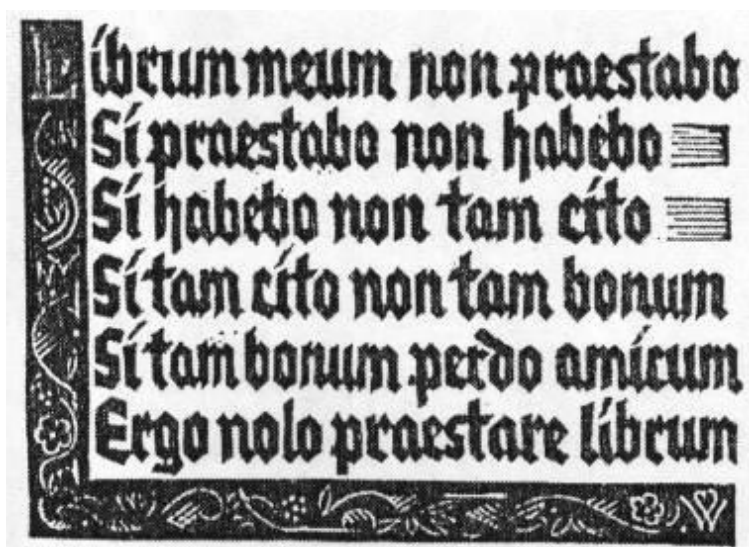 Librum meum non praestabo
Si praestabo non habebo
Si habebo non tam cito
Si tam cito non tam bonum
Si tam bonum perdo amicum
Ergo nolo praestare librum